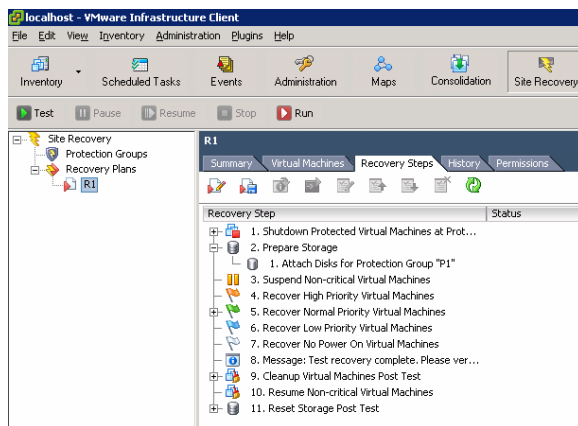 localhost - VMware Infrastructure Client
File Edit View Inventory Administration Plugins Help
Inventory Scheduled Tasks Events Administration Maps Consolidation Site Recovery
Test Pause Resume Stop Run
Site Recovery
Protection Groups
Recovery Plans
R1
R1
Summary Virtual Machines Recovery Steps History Permissions
Recovery Step Status
1. Shutdown Protected Virtual Machines at Prot...
2. Prepare Storage
1. Attach Disks for Protection Group "P1"
3. Suspend Non-critical Virtual Machines
4. Recover High Priority Virtual Machines
5. Recover Normal Priority Virtual Machines
6. Recover Low Priority Virtual Machines
7. Recover No Power On Virtual Machines
8. Message: Test recovery complete. Please ver...
9. Cleanup Virtual Machines Post Test
10. Resume Non-critical Virtual Machines
11. Reset Storage Post Test